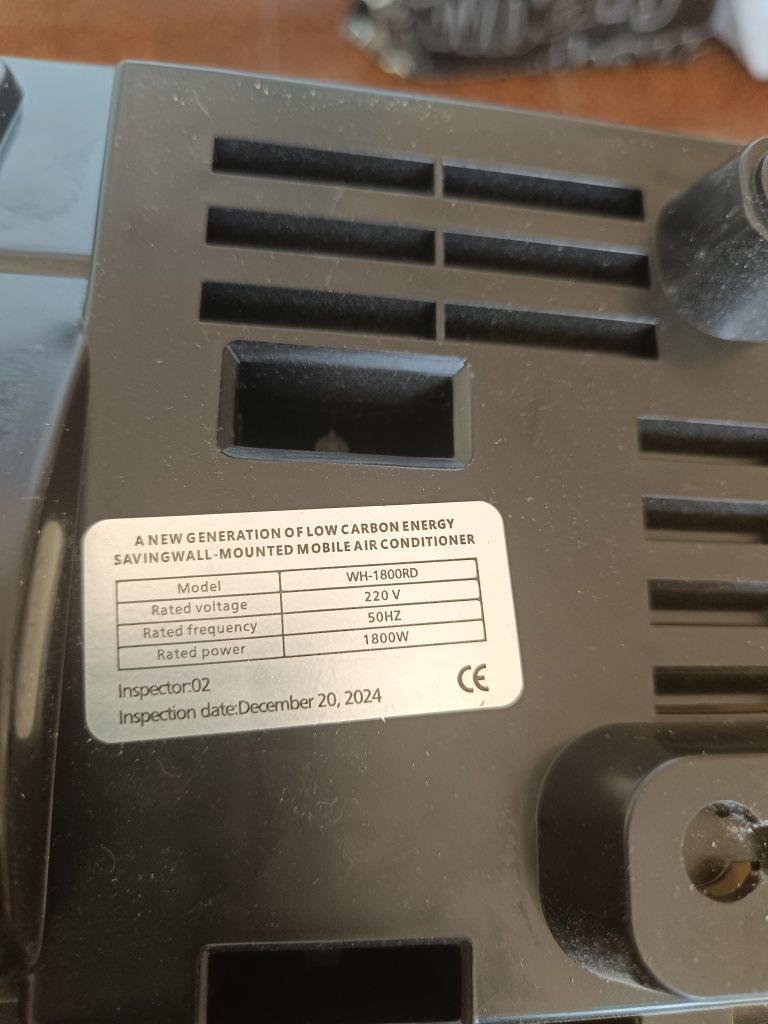 A NEW GENERATION OF LOW CARBON ENERGY
SAVINGWALL-MOUNTED MOBILE AIR CONDITIONER
Model WH-1800RD
Rated voltage 220 V
Rated frequency 50HZ
Rated power 1800W
Inspector:02
Inspection date:December 20, 2024
CE